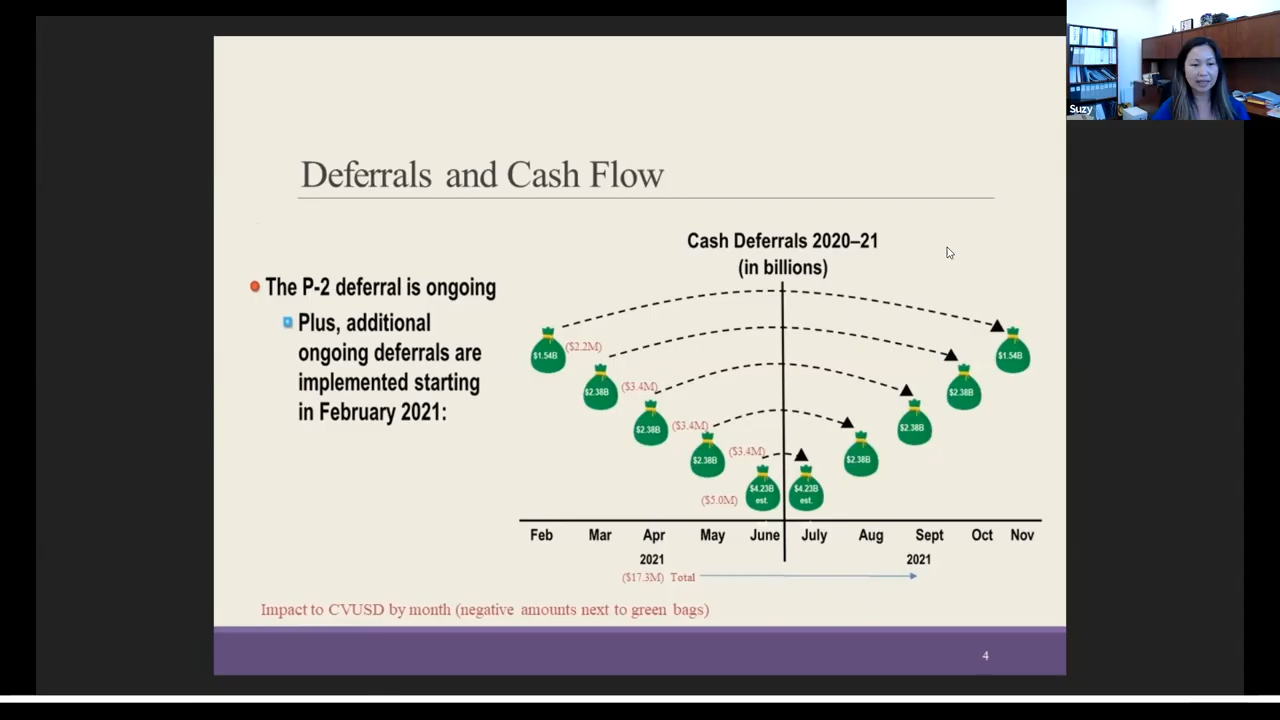 Suzy
Deferrals and Cash Flow
Cash Deferrals 2020–21
(in billions)
The P-2 deferral is ongoing
Plus, additional
ongoing deferrals are
implemented starting
in February 2021:
$1.54B
($2.2M)
$2.38B
($3.4M)
$2.38B
($3.4M)
$2.38B
($3.4M)
$4.23B
est.
($5.0M)
$4.23B
est.
$2.38B
$2.38B
$2.38B
$1.54B
Feb Mar Apr May June July Aug Sept Oct Nov
2021 2021
($17.3M) Total
Impact to CVUSD by month (negative amounts next to green bags)
4